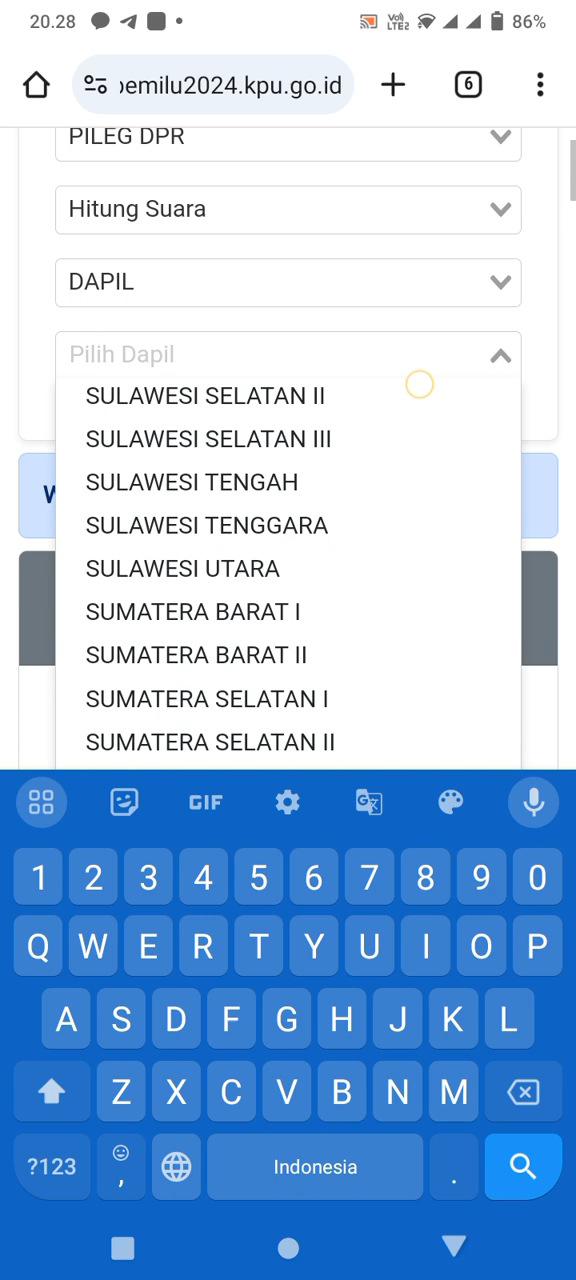 20.28
86%
pemilu2024.kpu.go.id
6
PILEG DPR
Hitung Suara
DAPIL
Pilih Dapil
SULAWESI SELATAN II
SULAWESI SELATAN III
W
SULAWESI TENGAH
SULAWESI TENGGARA
SULAWESI UTARA
SUMATERA BARAT I
SUMATERA BARAT II
SUMATERA SELATAN I
SUMATERA SELATAN II
GIF
1 2 3 4 5 6 7 8 9 0
Q W E R T Y U I O P
A S D F G H J K L
Z X C V B N M
?123 , Indonesia .